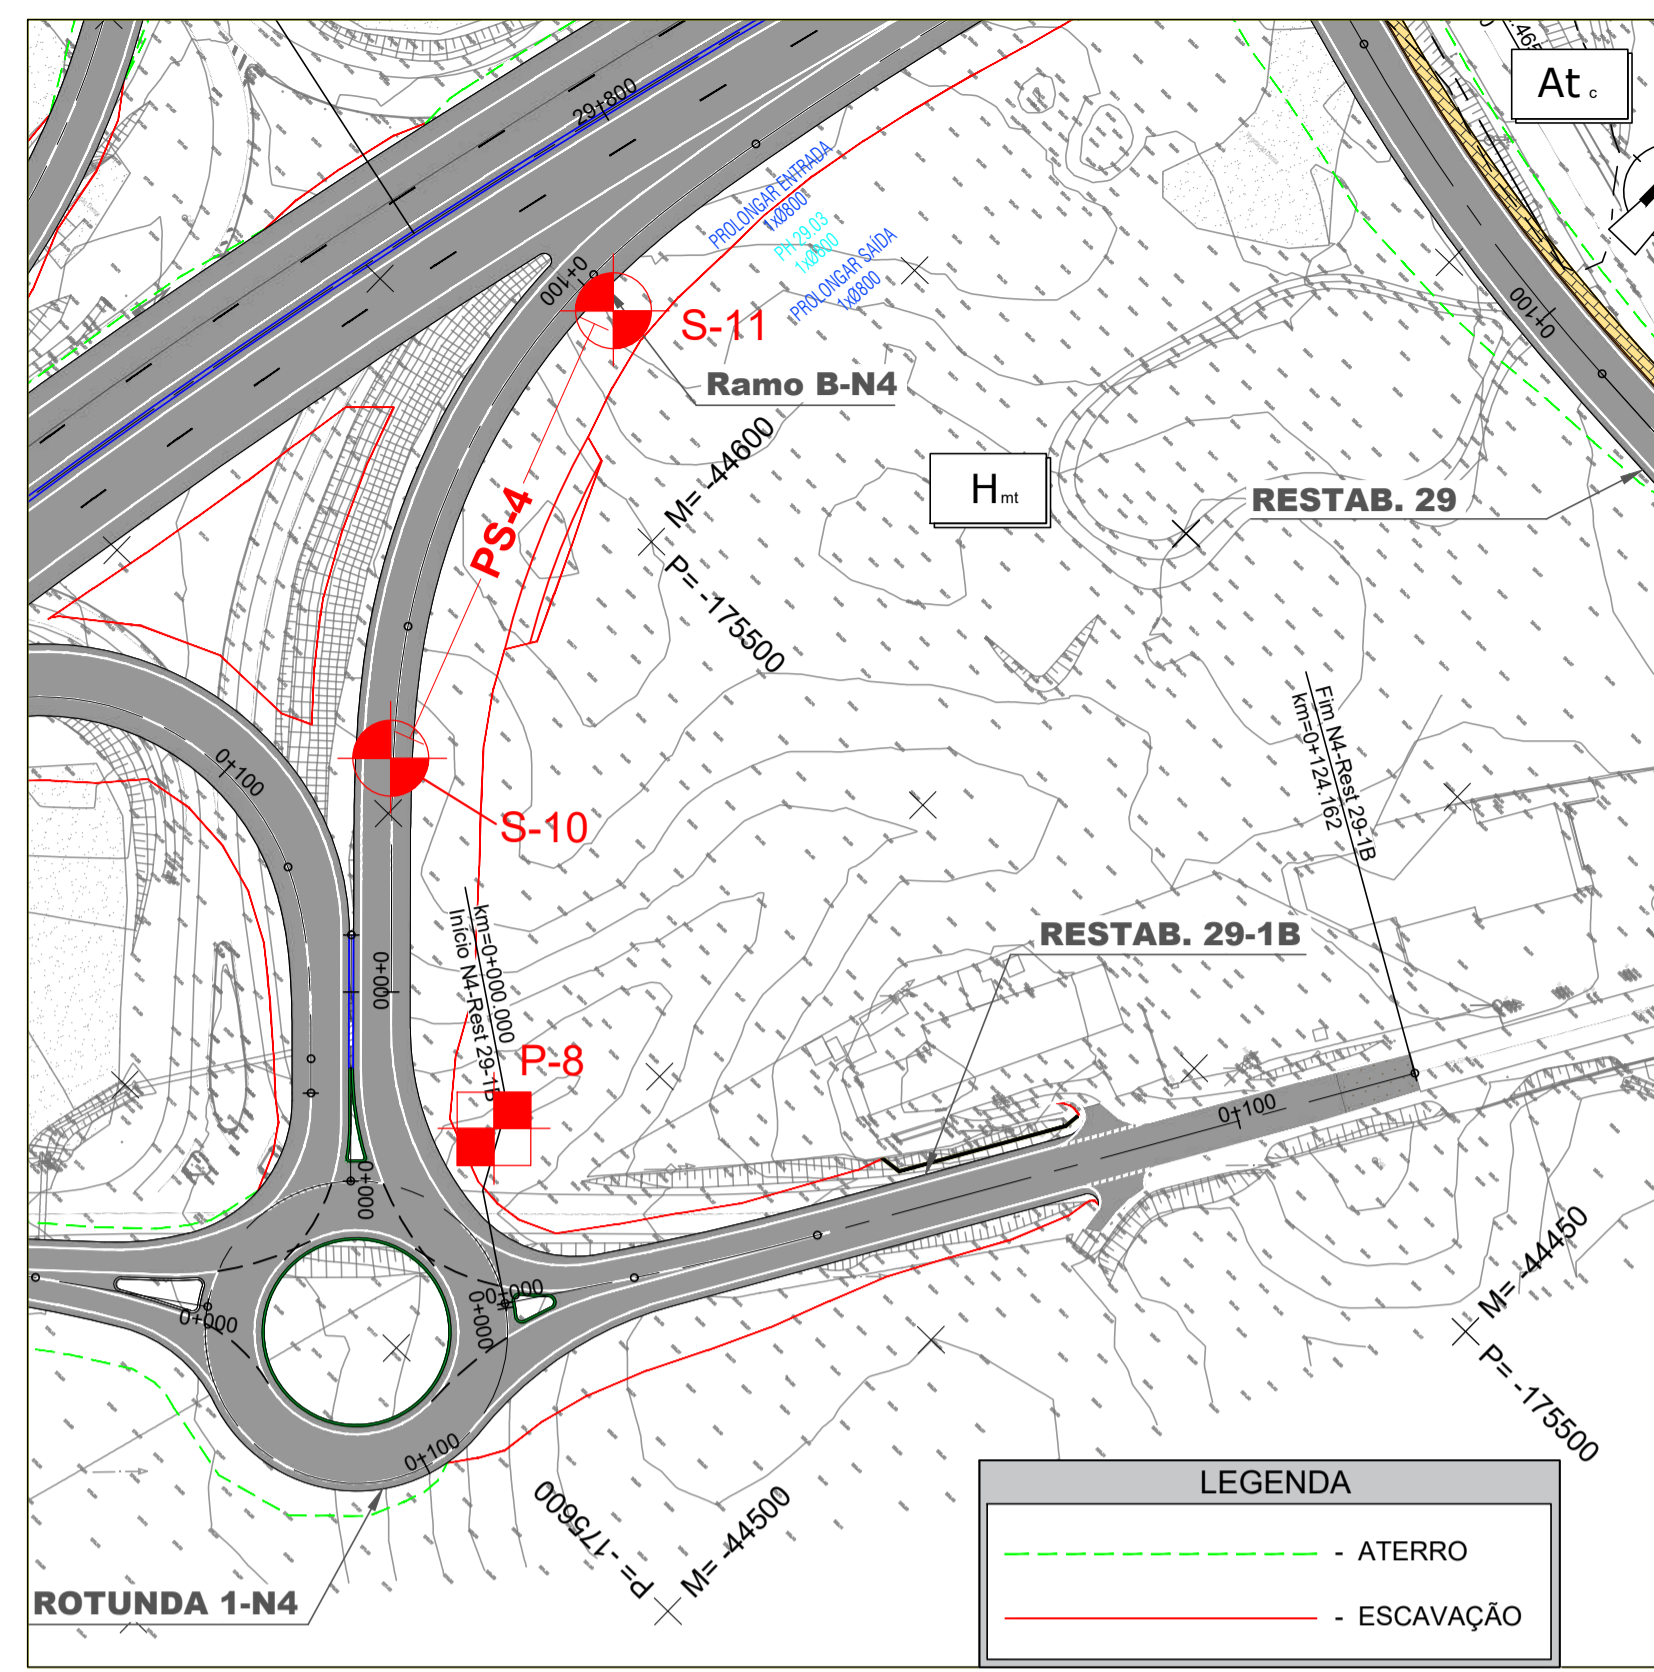 At c
29+800
PROLONGAR ENTRADA
1xØ800
PH 29.03
1xØ800
PROLONGAR SAÍDA
1xØ800
0+100
S-11
0+100
Ramo B-N4
M= -44600
H mt
RESTAB. 29
PS-4
P= -175500
Fim N4-Rest 29-1B
km=0+124.162
0+100
S-10
km=0+000.000
Início N4-Rest 29-1B
RESTAB. 29-1B
0+000
P-8
0+100
0+000
0+000
0+000
0+000
M= -44450
P= -175500
0+100
P= -175600
M= -44500
ROTUNDA 1-N4
LEGENDA
- ATERRO
- ESCAVAÇÃO